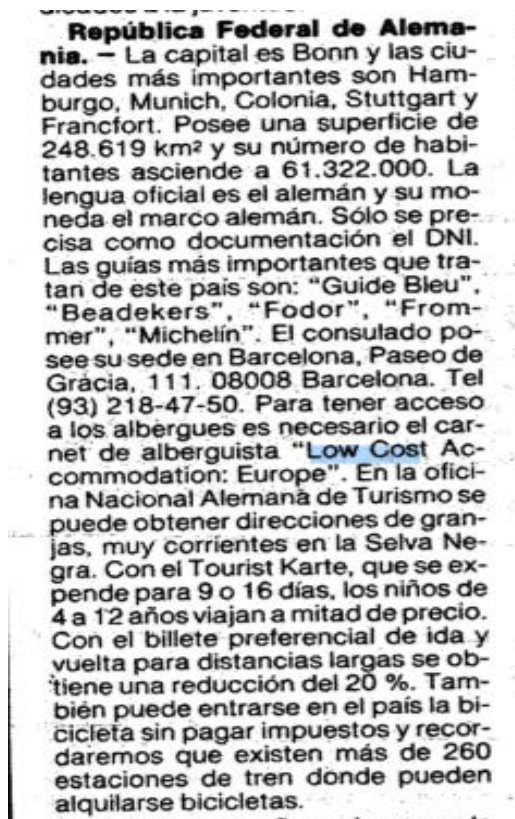 República Federal de Alema-
nia. — La capital es Bonn y las ciu-
dades más importantes son Ham-
burgo, Munich, Colonia, Stuttgart y
Francfort. Posee una superficie de
248.619 km² y su número de habi-
tantes asciende a 61.322.000. La
lengua oficial es el alemán y su mo-
neda el marco alemán. Sólo se pre-
cisa como documentación el DNI.
Las guías más importantes que tra-
tan de este país son: "Guide Bleu",
"Beadekers", "Fodor", "From-
mer", "Michelín". El consulado po-
see su sede en Barcelona, Paseo de
Grácia, 111. 08008 Barcelona. Tel
(93) 218-47-50. Para tener acceso
a los albergues es necesario el car-
net de alberguista "Low Cost Ac-
commodation: Europe". En la ofici-
na Nacional Alemana de Turismo se
puede obtener direcciones de gran-
jas, muy corrientes en la Selva Ne-
gra. Con el Tourist Karte, que se ex-
pende para 9 o 16 días, los niños de
4 a 12 años viajan a mitad de precio.
Con el billete preferencial de ida y
vuelta para distancias largas se ob-
tiene una reducción del 20 %. Tam-
bién puede entrarse en el país la bi-
cicleta sin pagar impuestos y recor-
daremos que existen más de 260
estaciones de tren donde pueden
alquilarse bicicletas.